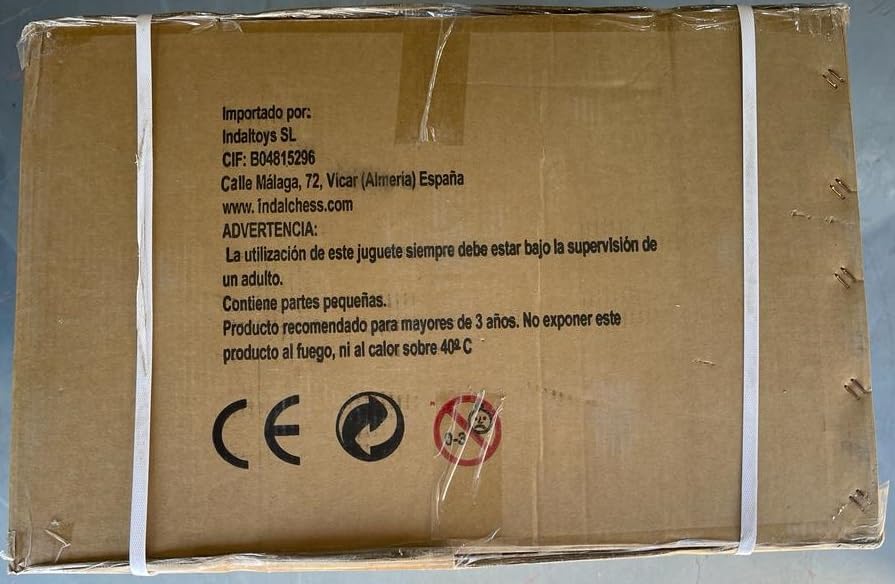 Importado por:
Indaltoys SL
CIF: B04815296
Calle Málaga, 72, Vicar (Almería) España
www. indalchess.com
ADVERTENCIA:
La utilización de este juguete siempre debe estar bajo la supervisión de
un adulto.
Contiene partes pequeñas.
Producto recomendado para mayores de 3 años. No exponer este
producto al fuego, ni al calor sobre 40º C
CE
0-3